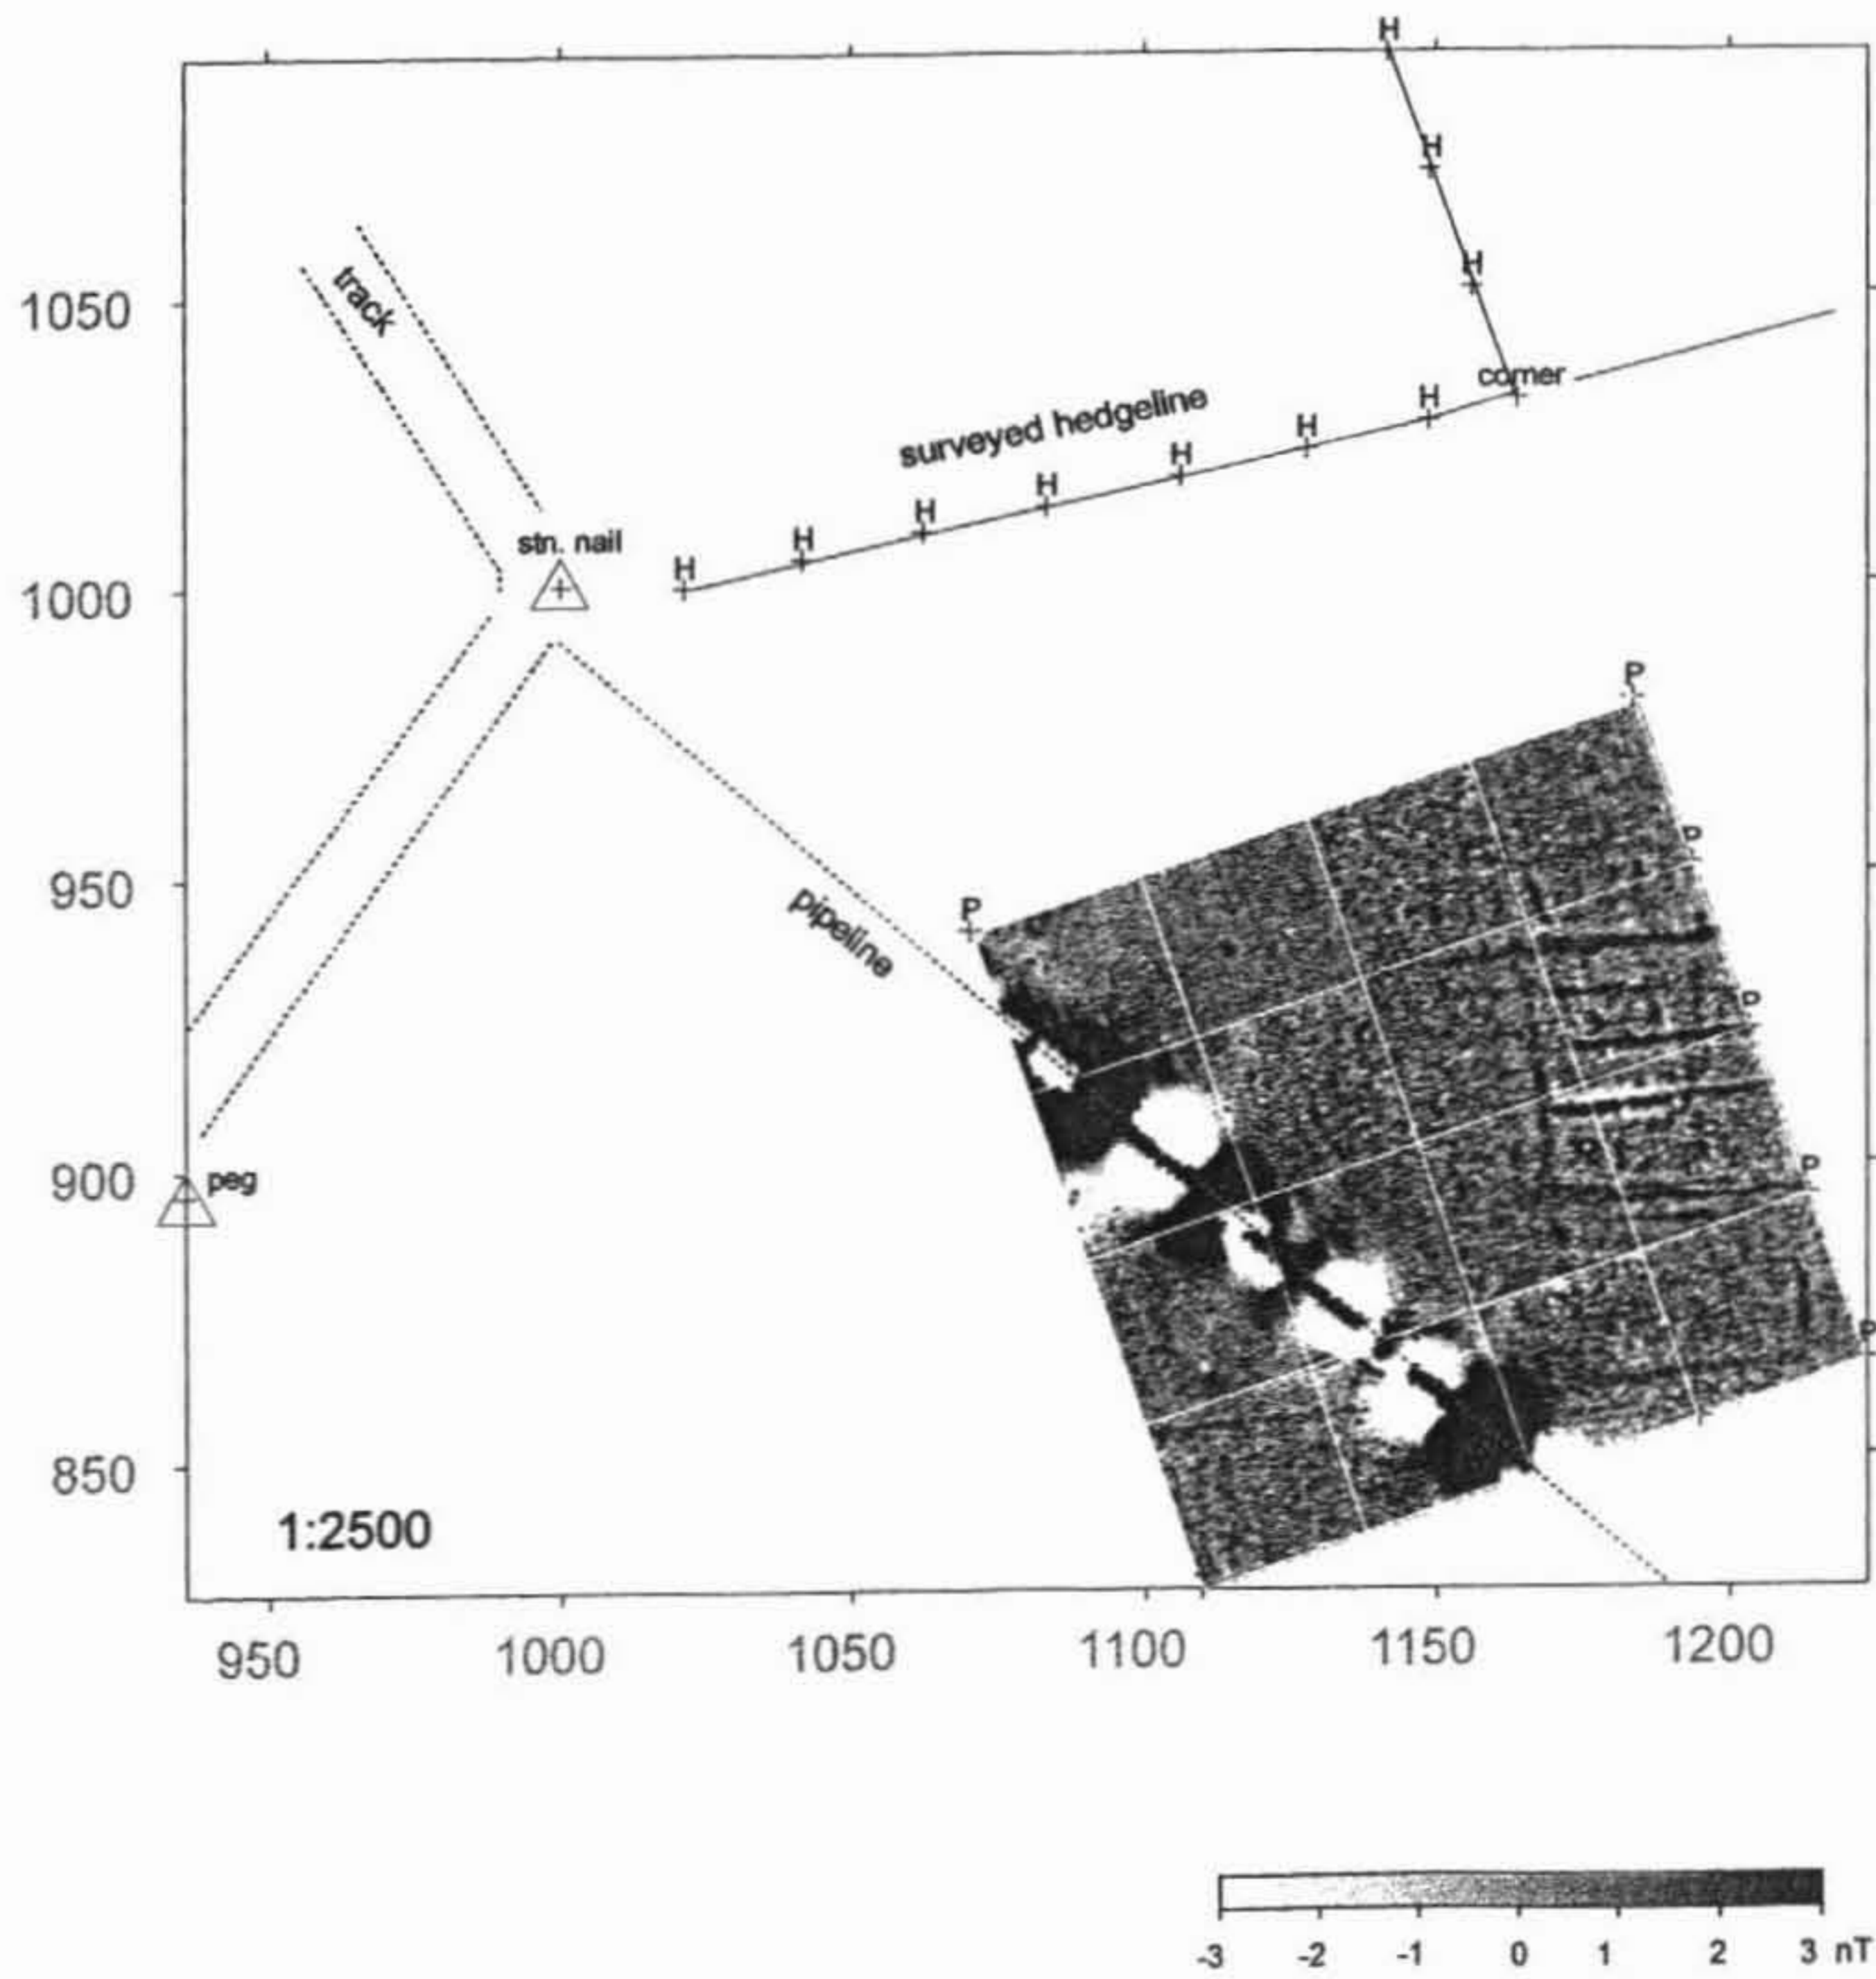 H
H
H
1050
track
corner
H
surveyed hedgeline
H
H
H
H
stn. nail
H
H
1000
P
P
950
P
pipeline
P
P
900
peg
P
850
1:2500
950
1000
1050
1100
1150
1200
-3
-2
-1
0
1
2
3 nT